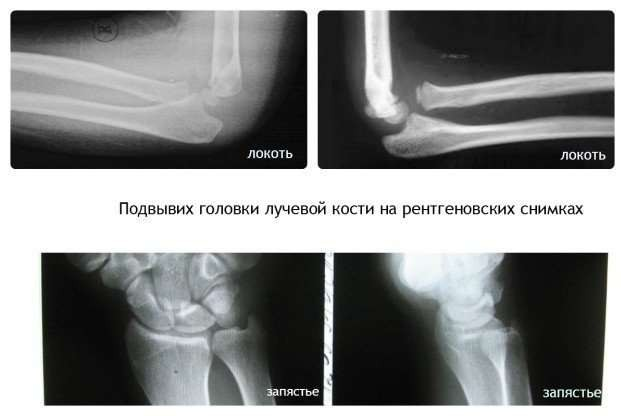 локоть
локоть
Подвывих головки лучевой кости на рентгеновских снимках
запястье
запястье